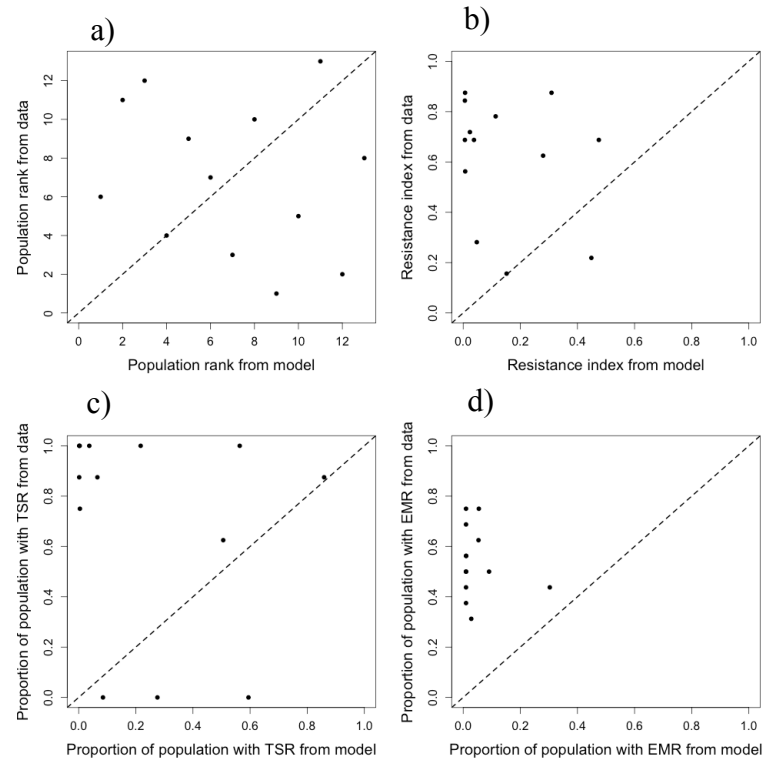 a)
Population rank from data
0 2 4 6 8 10 12
0 2 4 6 8 10 12
Population rank from model
b)
Resistance index from data
0.0 0.2 0.4 0.6 0.8 1.0
0.0 0.2 0.4 0.6 0.8 1.0
Resistance index from model
c)
Proportion of population with TSR from data
0.0 0.2 0.4 0.6 0.8 1.0
0.0 0.2 0.4 0.6 0.8 1.0
Proportion of population with TSR from model
d)
Proportion of population with EMR from data
0.0 0.2 0.4 0.6 0.8 1.0
0.0 0.2 0.4 0.6 0.8 1.0
Proportion of population with EMR from model